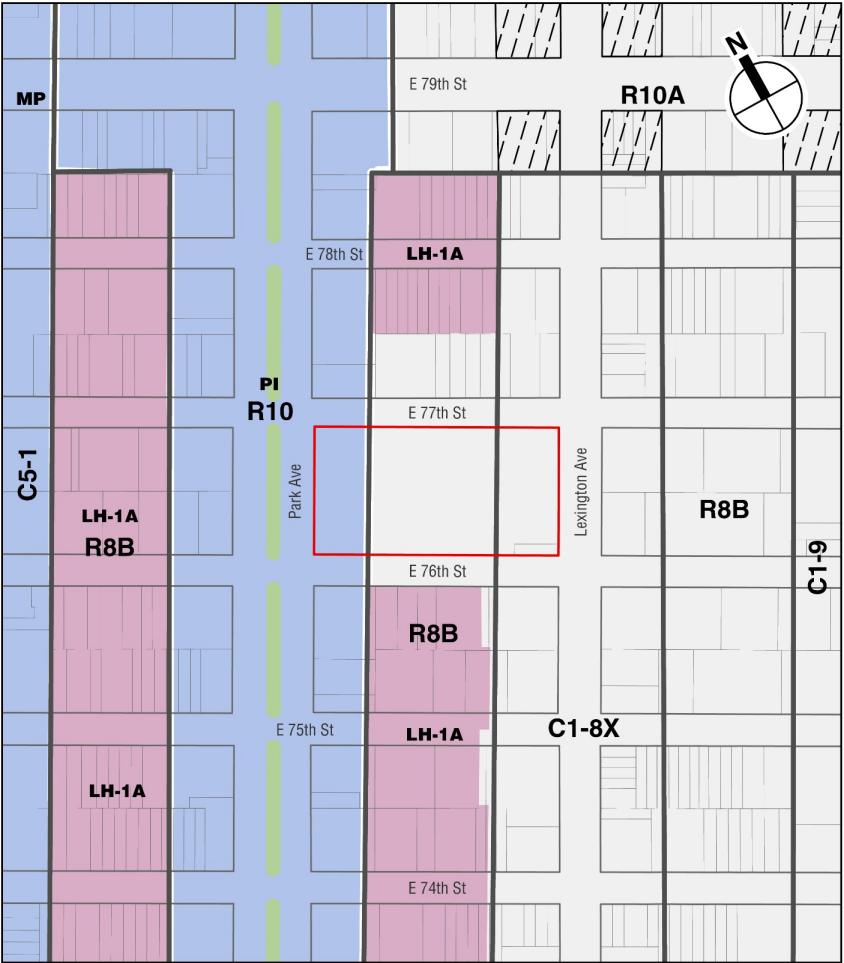 E 79th St
N
MP
R10A
E 78th St
LH-1A
PI
R10
E 77th St
C5-1
Park Ave
Lexington Ave
LH-1A
R8B
R8B
E 76th St
C1-9
R8B
E 75th St
LH-1A
C1-8X
LH-1A
E 74th St